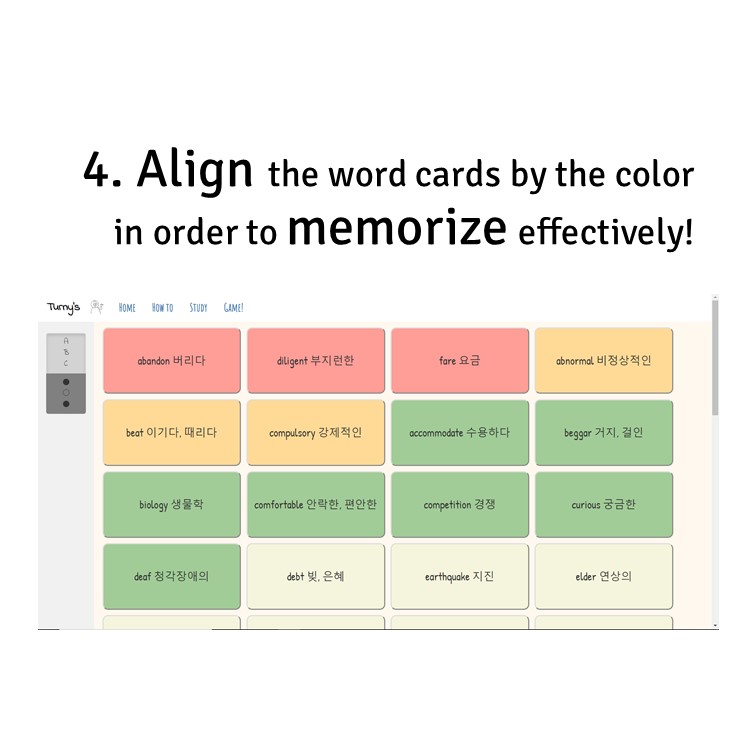 4. Align the word cards by the color
in order to memorize effectively!
Turny's HOME HOW TO STUDY GAME!
A
B
C
abandon 버리다 diligent 부지런한 fare 요금 abnormal 비정상적인
beat 이기다, 때리다 compulsory 강제적인 accommodate 수용하다 beggar 거지, 걸인
biology 생물학 comfortable 안락한, 편안한 competition 경쟁 curious 궁금한
deaf 청각장애의 debt 빚, 은혜 earthquake 지진 elder 연상의